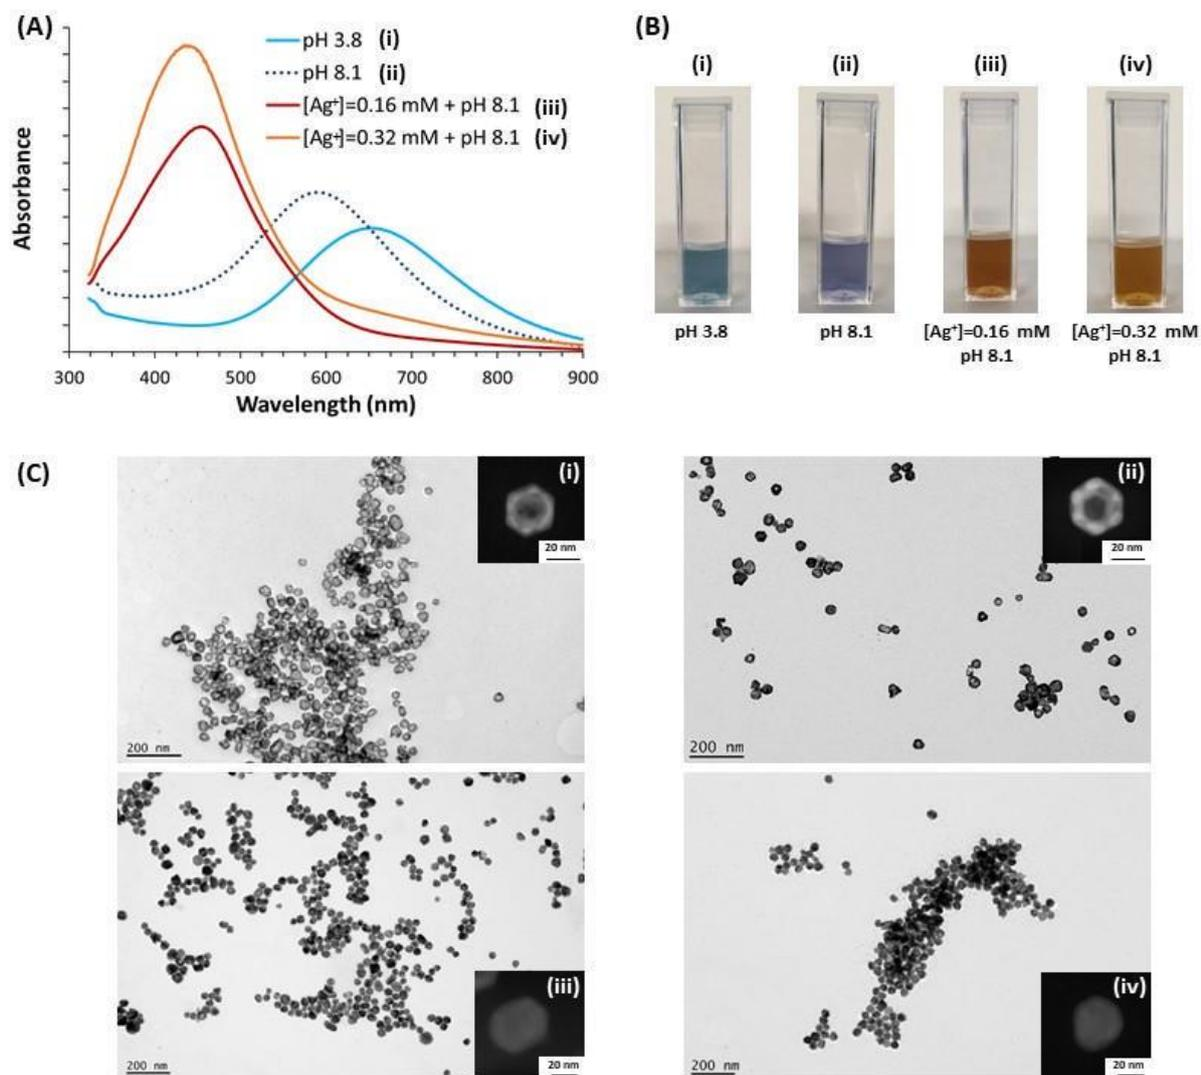 (A)
pH 3.8 (i)
pH 8.1 (ii)
[Ag⁺]=0.16 mM + pH 8.1 (iii)
[Ag⁺]=0.32 mM + pH 8.1 (iv)
Absorbance
300 400 500 600 700 800 900
Wavelength (nm)
(B)
(i) (ii) (iii) (iv)
pH 3.8
pH 8.1
[Ag⁺]=0.16 mM
pH 8.1
[Ag⁺]=0.32 mM
pH 8.1
(C)
(i)
20 nm
200 nm
(ii)
20 nm
200 nm
(iii)
20 nm
200 nm
(iv)
20 nm
200 nm